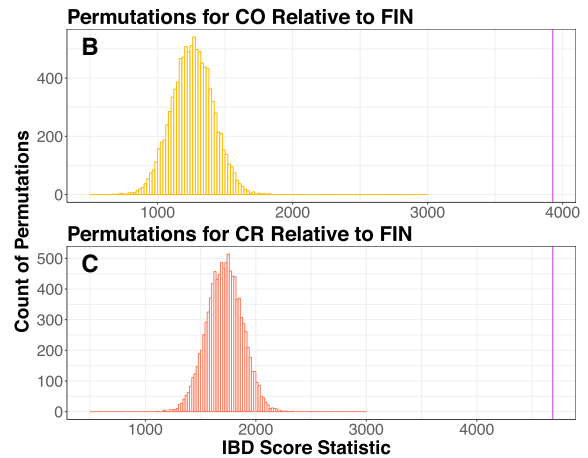 Permutations for CO Relative to FIN
B
400
200
0
1000 2000 3000 4000
Permutations for CR Relative to FIN
C
500
400
300
200
100
0
1000 2000 3000 4000
IBD Score Statistic
Count of Permutations